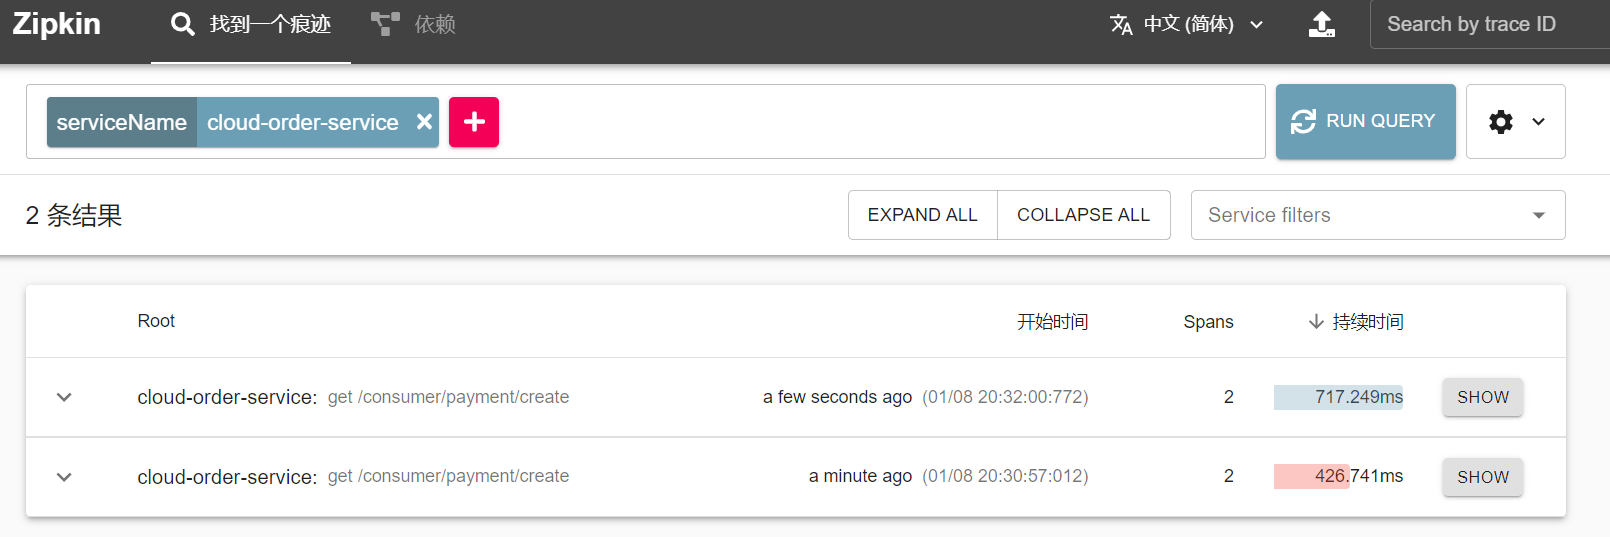 Zipkin 找到一个痕迹 依赖 中文 (简体) Search by trace ID
serviceName cloud-order-service RUN QUERY
2 条结果 EXPAND ALL COLLAPSE ALL Service filters
Root 开始时间 Spans 持续时间
cloud-order-service: get /consumer/payment/create a few seconds ago (01/08 20:32:00:772) 2 717.249ms SHOW
cloud-order-service: get /consumer/payment/create a minute ago (01/08 20:30:57:012) 2 426.741ms SHOW